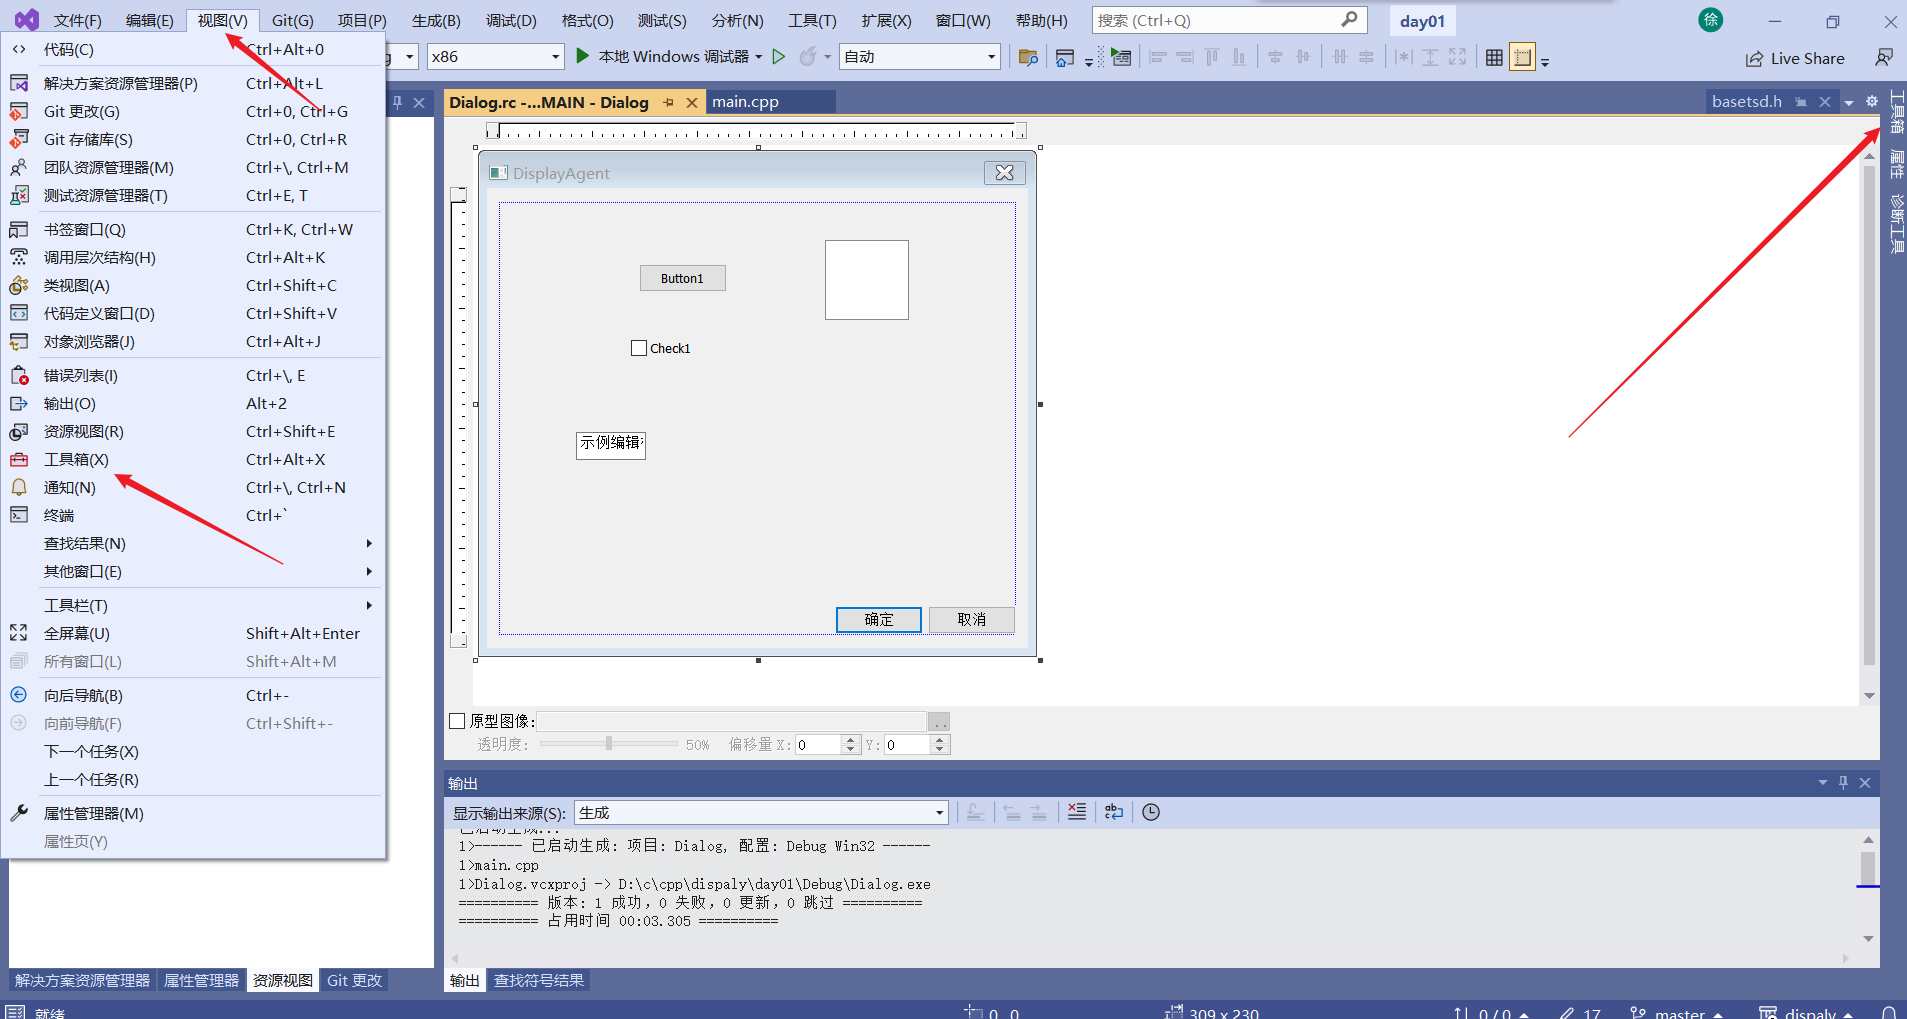 文件(F) 编辑(E) 视图(V) Git(G) 项目(P) 生成(B) 调试(D) 格式(O) 测试(S) 分析(N) 工具(T) 扩展(X) 窗口(W) 帮助(H) 搜索 (Ctrl+Q) day01 徐
x86 本地 Windows 调试器 自动 Live Share
代码(C) Ctrl+Alt+0
解决方案资源管理器(P) Ctrl+Alt+L
Git 更改(G) Ctrl+0, Ctrl+G
Git 存储库(S) Ctrl+0, Ctrl+R
团队资源管理器(M) Ctrl+\, Ctrl+M
测试资源管理器(T) Ctrl+E, T
书签窗口(Q) Ctrl+K, Ctrl+W
调用层次结构(H) Ctrl+Alt+K
类视图(A) Ctrl+Shift+C
代码定义窗口(D) Ctrl+Shift+V
对象浏览器(J) Ctrl+Alt+J
错误列表(I) Ctrl+\, E
输出(O) Alt+2
资源视图(R) Ctrl+Shift+E
工具箱(X) Ctrl+Alt+X
通知(N) Ctrl+\, Ctrl+N
终端 Ctrl+`
查找结果(N)
其他窗口(E)
工具栏(T)
全屏幕(U) Shift+Alt+Enter
所有窗口(L) Shift+Alt+M
向后导航(B) Ctrl+-
向前导航(F) Ctrl+Shift+-
下一个任务(X)
上一个任务(R)
属性管理器(M)
属性页(Y)
Dialog.rc -...MAIN - Dialog main.cpp basetsd.h
DisplayAgent
Button1
Check1
示例编辑
确定 取消
原型图像:
透明度: 50% 偏移量 X: 0 Y: 0
工具箱
属性
诊断工具
输出
显示输出来源(S): 生成
已启动生成...
1>------ 已启动生成: 项目: Dialog, 配置: Debug Win32 ------
1>main.cpp
1>Dialog.vcxproj -> D:\c\cpp\dispaly\day01\Debug\Dialog.exe
========== 版本: 1 成功，0 失败，0 更新，0 跳过 ==========
========== 占用时间 00:03.305 ==========
解决方案资源管理器 属性管理器 资源视图 Git 更改 输出 查找符号结果
就绪 0, 0 309 x 230 0 / 0 17 master dispaly